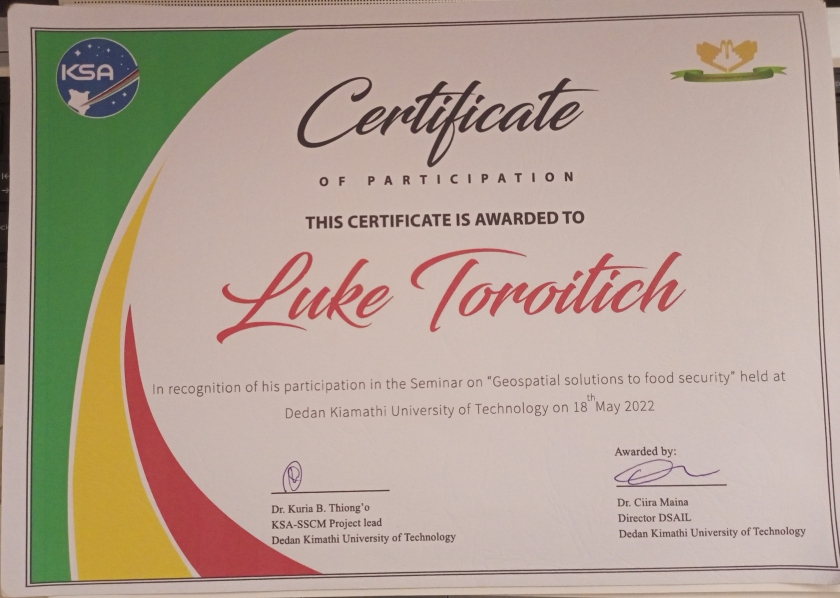 KSA
Certificate
OF PARTICIPATION
THIS CERTIFICATE IS AWARDED TO
Luke Toroitich
In recognition of his participation in the Seminar on "Geospatial solutions to food security" held at
Dedan Kiamathi University of Technology on 18th May 2022
Dr. Kuria B. Thiong'o
KSA-SSCM Project lead
Dedan Kimathi University of Technology
Awarded by:
Dr. Ciira Maina
Director DSAIL
Dedan Kimathi University of Technology